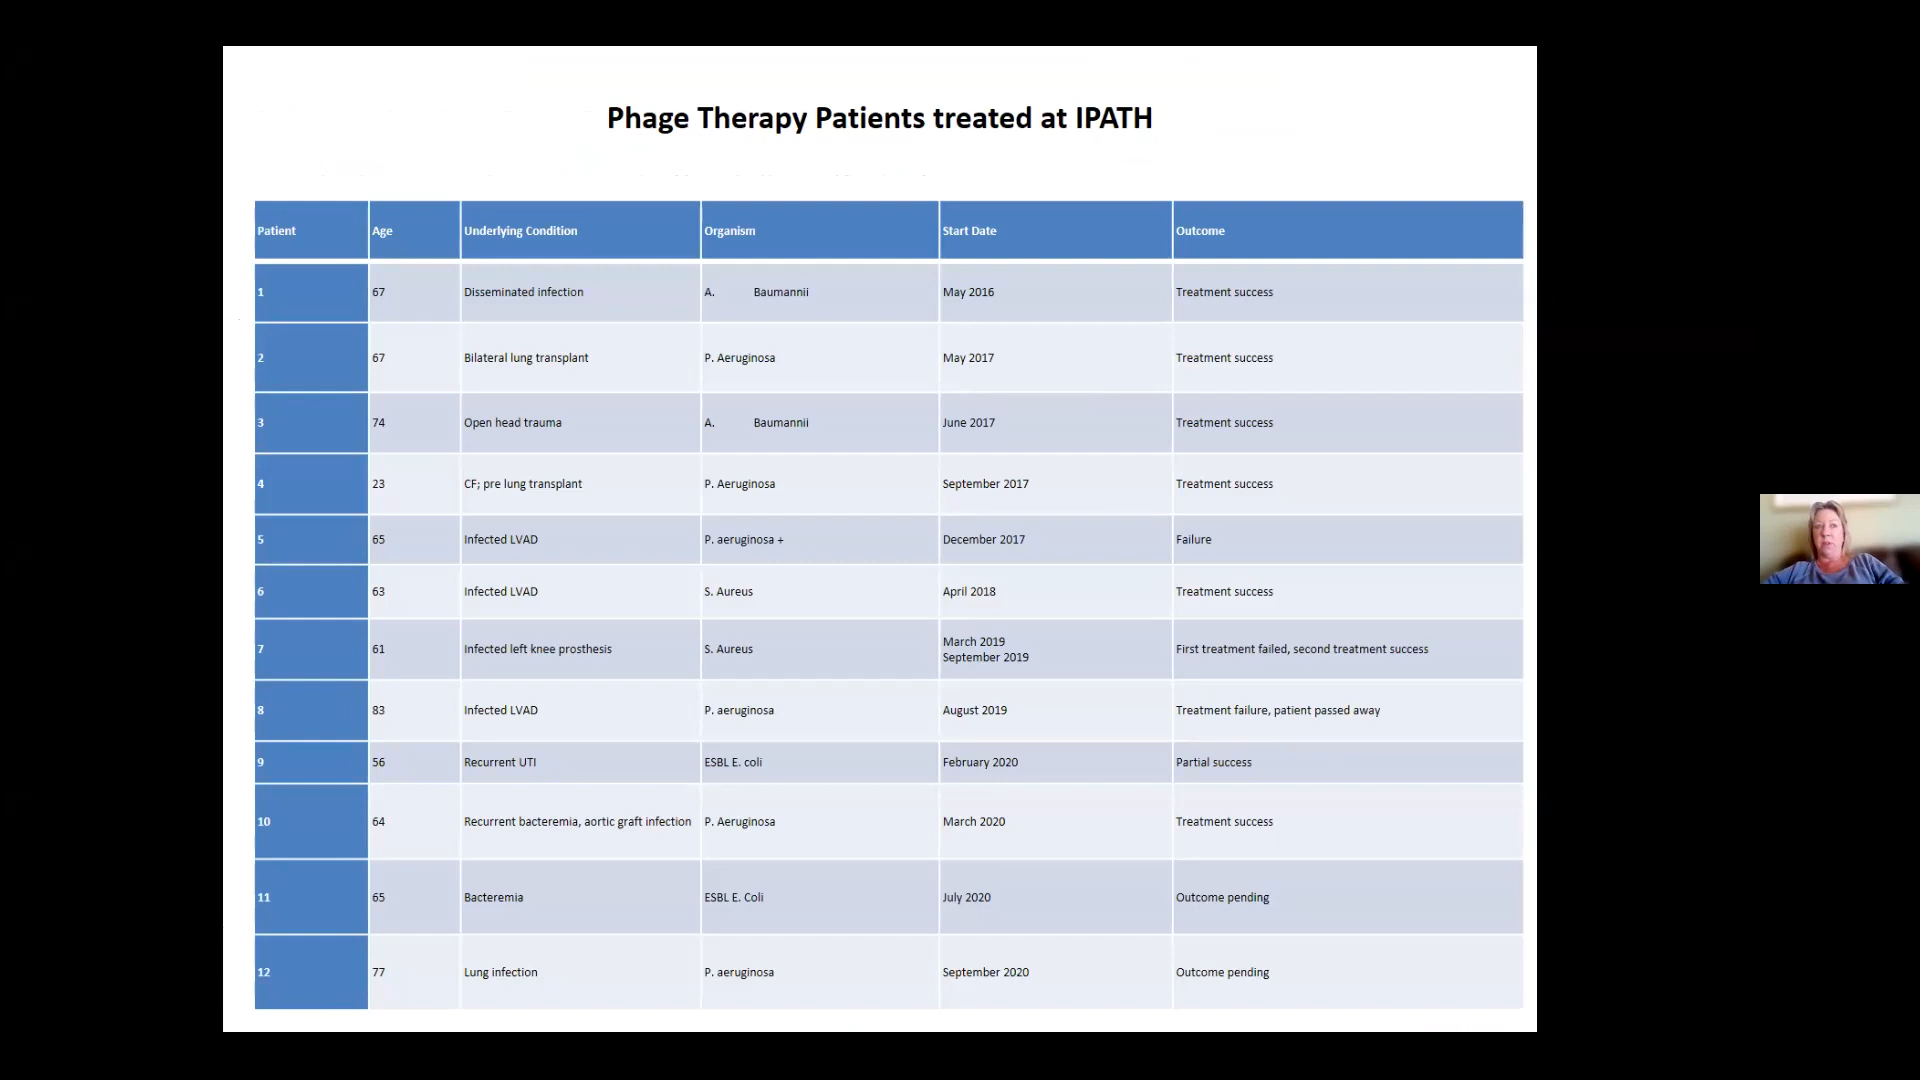 Phage Therapy Patients treated at IPATH
Patient Age Underlying Condition Organism Start Date Outcome
1 67 Disseminated infection A. Baumannii May 2016 Treatment success
2 67 Bilateral lung transplant P. Aeruginosa May 2017 Treatment success
3 74 Open head trauma A. Baumannii June 2017 Treatment success
4 23 CF; pre lung transplant P. Aeruginosa September 2017 Treatment success
5 65 Infected LVAD P. aeruginosa + December 2017 Failure
6 63 Infected LVAD S. Aureus April 2018 Treatment success
7 61 Infected left knee prosthesis S. Aureus March 2019 First treatment failed, second treatment success
September 2019
8 83 Infected LVAD P. aeruginosa August 2019 Treatment failure, patient passed away
9 56 Recurrent UTI ESBL E. coli February 2020 Partial success
10 64 Recurrent bacteremia, aortic graft infection P. Aeruginosa March 2020 Treatment success
11 65 Bacteremia ESBL E. Coli July 2020 Outcome pending
12 77 Lung infection P. aeruginosa September 2020 Outcome pending